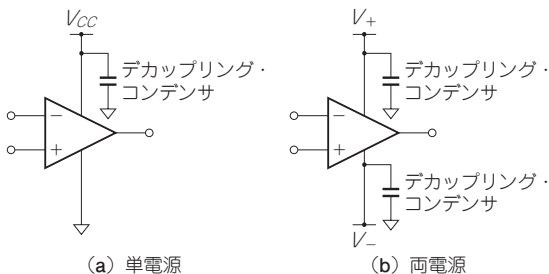 VCC
デカップリング・
コンデンサ
−
+
(a) 単電源
V+
デカップリング・
コンデンサ
−
+
デカップリング・
コンデンサ
V−
(b) 両電源